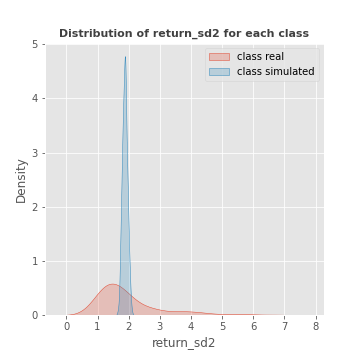 Distribution of return_sd2 for each class
class real
class simulated
5
4
3
2
1
0
Density
0 1 2 3 4 5 6 7 8
return_sd2